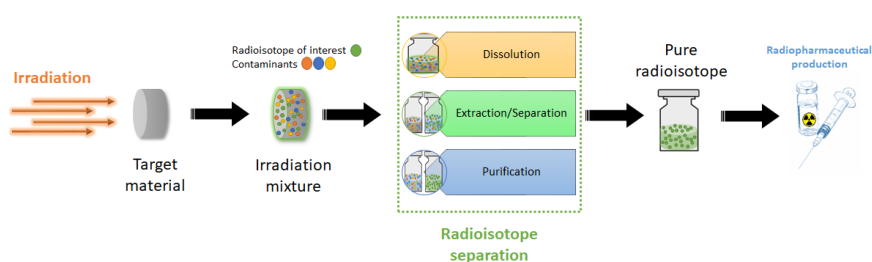 Irradiation
Target
material
Radioisotope of interest
Contaminants
Irradiation
mixture
Dissolution
Extraction/Separation
Purification
Radioisotope
separation
Pure
radioisotope
Radiopharmaceutical
production